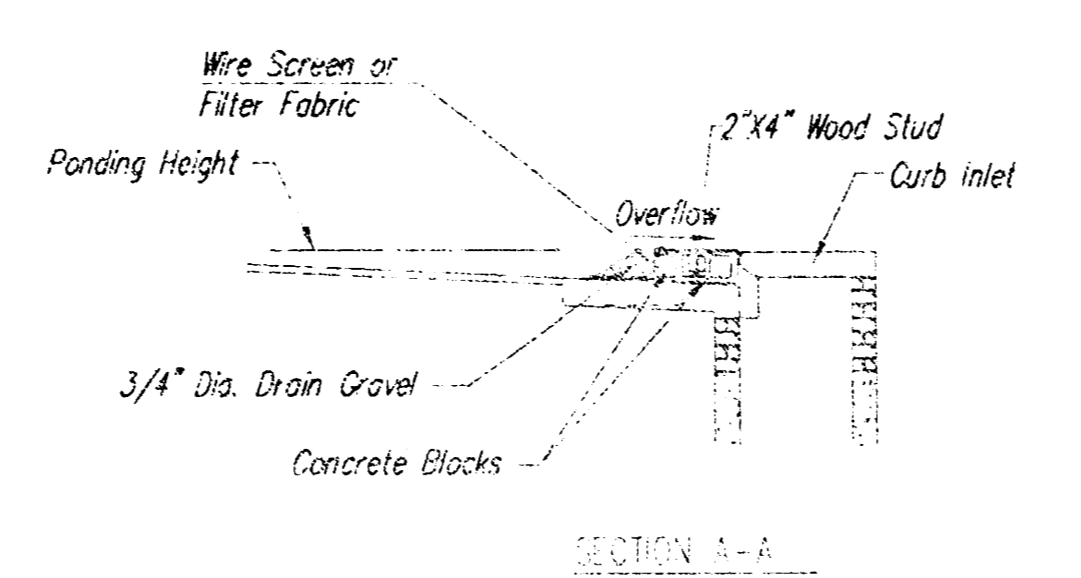 Wire Screen or
Filter Fabric
2"X4" Wood Stud
Ponding Height
Curb Inlet
Overflow
3/4" Dia. Drain Gravel
Concrete Blocks
SECTION A-A